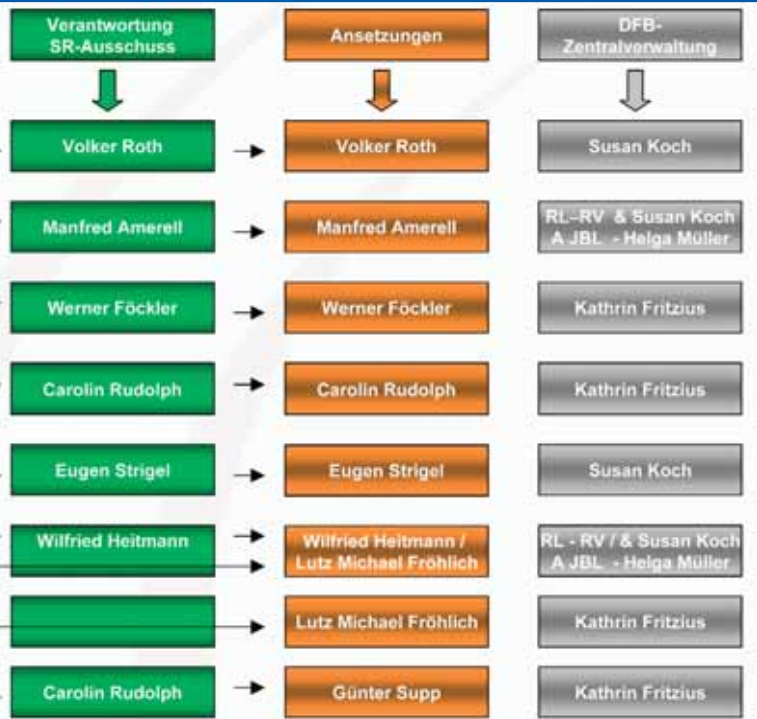 Verantwortung
SR-Ausschuss
Ansetzungen
DFB-
Zentralverwaltung
Volker Roth
Volker Roth
Susan Koch
Manfred Amerell
Manfred Amerell
RL–RV & Susan Koch
A JBL - Helga Müller
Werner Föckler
Werner Föckler
Kathrin Fritzius
Carolin Rudolph
Carolin Rudolph
Kathrin Fritzius
Eugen Strigel
Eugen Strigel
Susan Koch
Wilfried Heitmann
Wilfried Heitmann /
Lutz Michael Fröhlich
RL - RV / & Susan Koch
A JBL - Helga Müller
Lutz Michael Fröhlich
Kathrin Fritzius
Carolin Rudolph
Günter Supp
Kathrin Fritzius